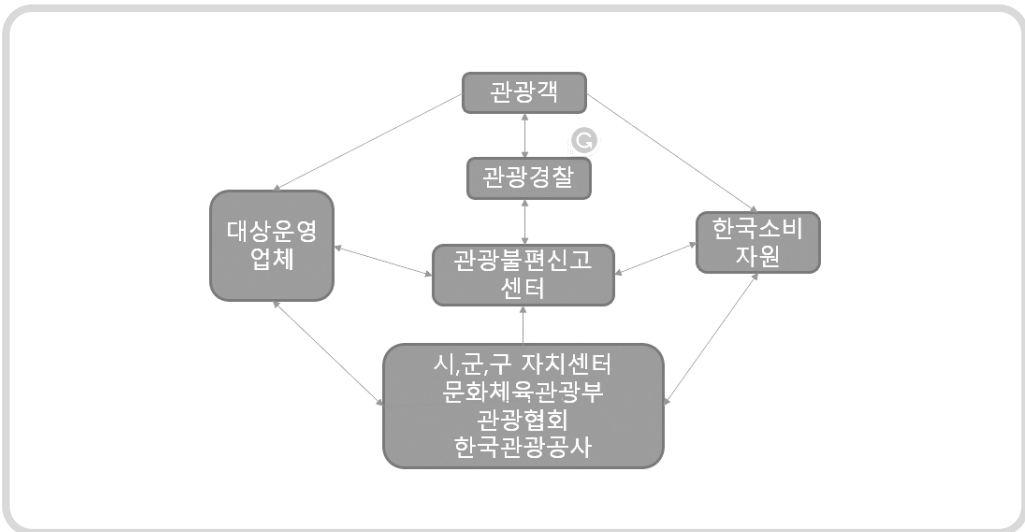 관광객
G
관광경찰
대상운영
업체
한국소비
자원
관광불편신고
센터
시,군,구 자치센터
문화체육관광부
관광협회
한국관광공사